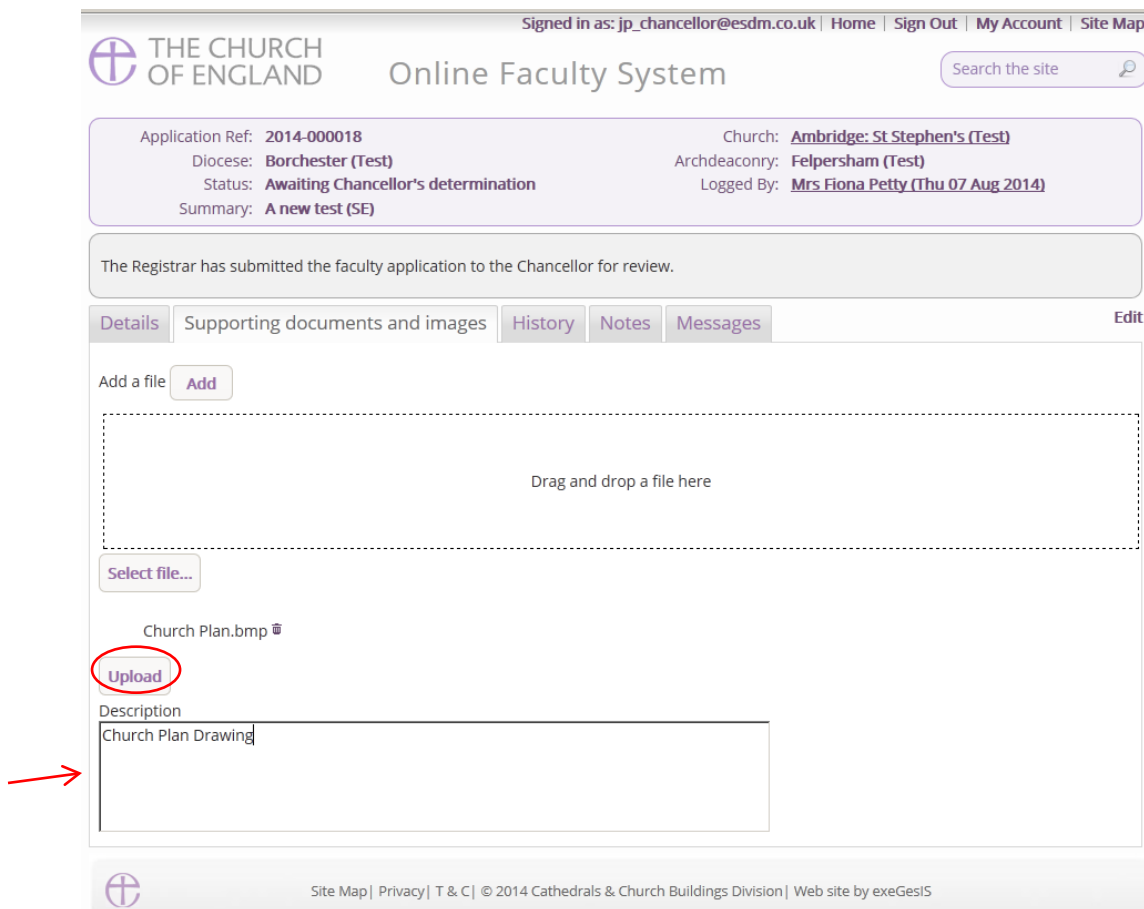 Signed in as: jp_chancellor@esdm.co.uk | Home | Sign Out | My Account | Site Map
THE CHURCH
OF ENGLAND
Online Faculty System
Search the site
Application Ref: 2014-000018
Church: Ambridge: St Stephen's (Test)
Diocese: Borchester (Test)
Archdeaconry: Felpersham (Test)
Status: Awaiting Chancellor's determination
Logged By: Mrs Fiona Petty (Thu 07 Aug 2014)
Summary: A new test (SE)
The Registrar has submitted the faculty application to the Chancellor for review.
Details Supporting documents and images History Notes Messages Edit
Add a file Add
Drag and drop a file here
Select file...
Church Plan.bmp
Upload
Description
Church Plan Drawing
Site Map| Privacy| T & C| © 2014 Cathedrals & Church Buildings Division| Web site by exeGesIS